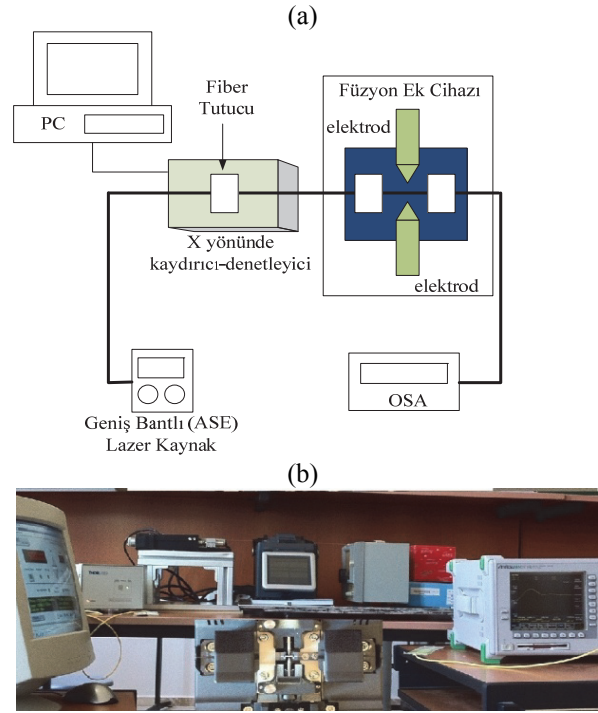 (a)
PC
Fiber
Tutucu
Füzyon Ek Cihazı
elektrod
X yönünde
kaydırıcı-denetleyici
elektrod
Geniş Bantlı (ASE)
Lazer Kaynak
OSA
(b)